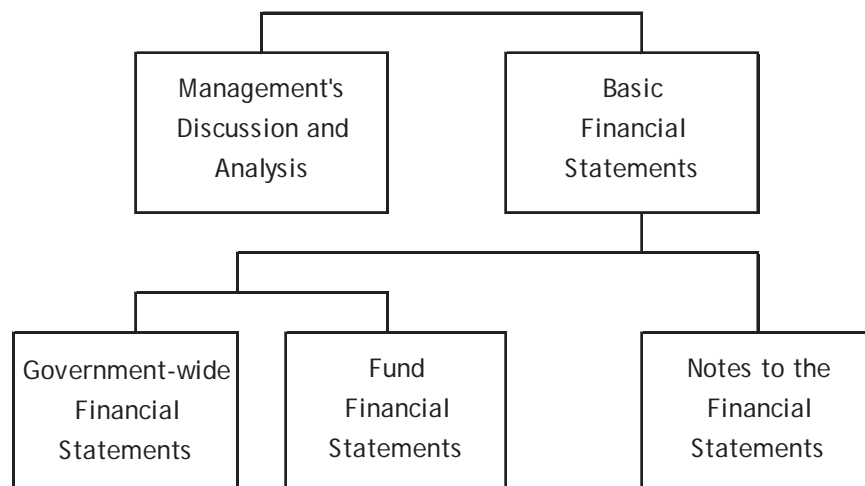 Management's
Discussion and
Analysis
Basic
Financial
Statements
Government-wide
Financial
Statements
Fund
Financial
Statements
Notes to the
Financial
Statements